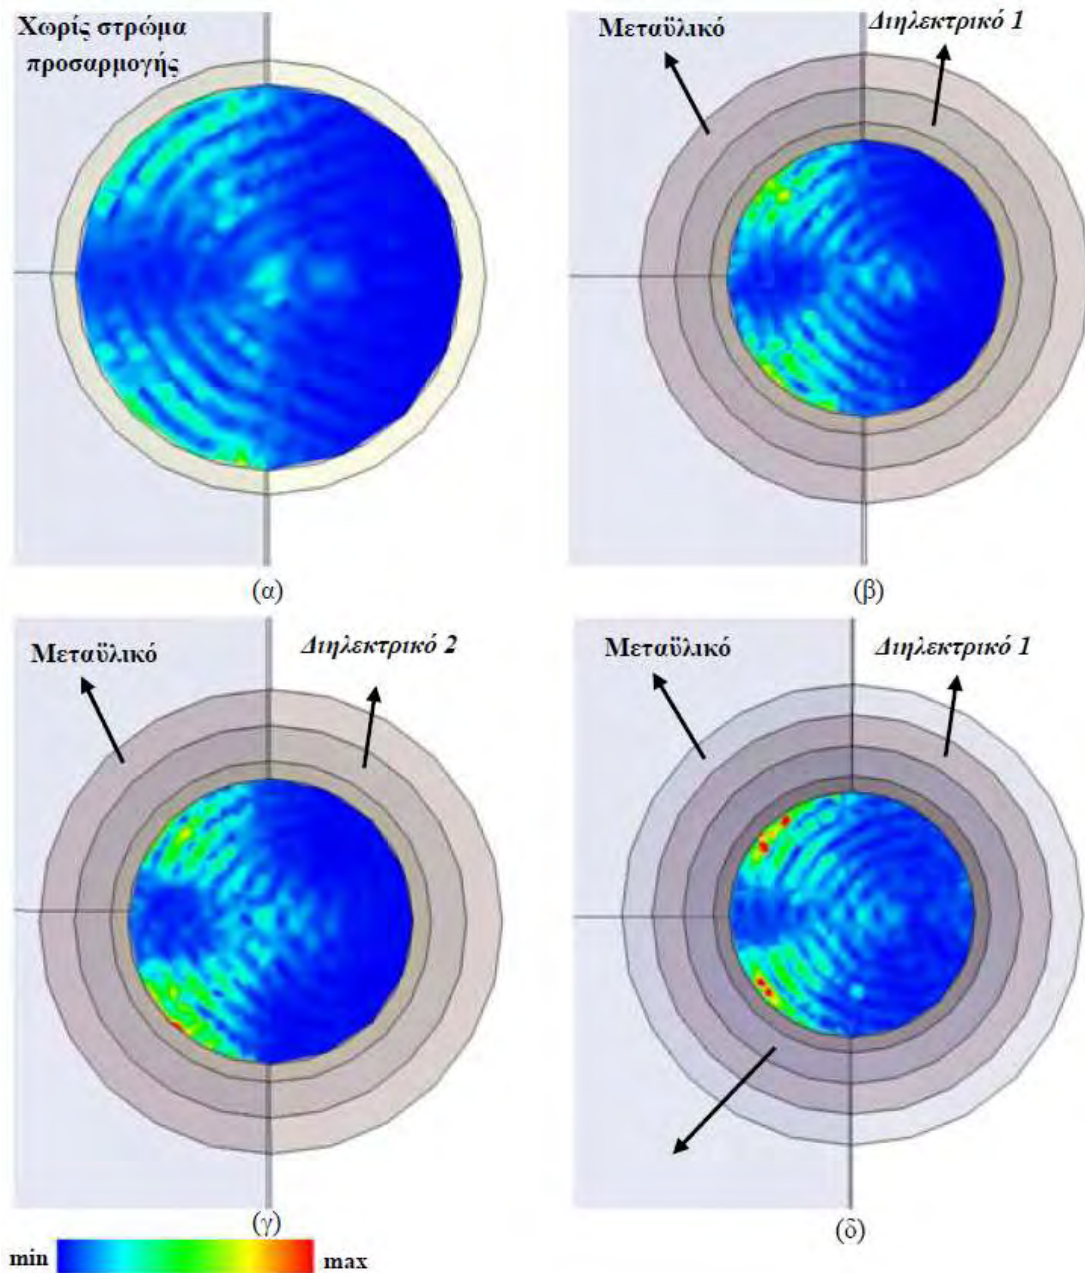 Χωρίς στρώμα
προσαρμογής
Μεταϋλικό
Διηλεκτρικό 1
(α)
(β)
Μεταϋλικό
Διηλεκτρικό 2
Μεταϋλικό
Διηλεκτρικό 1
(γ)
(δ)
min
max